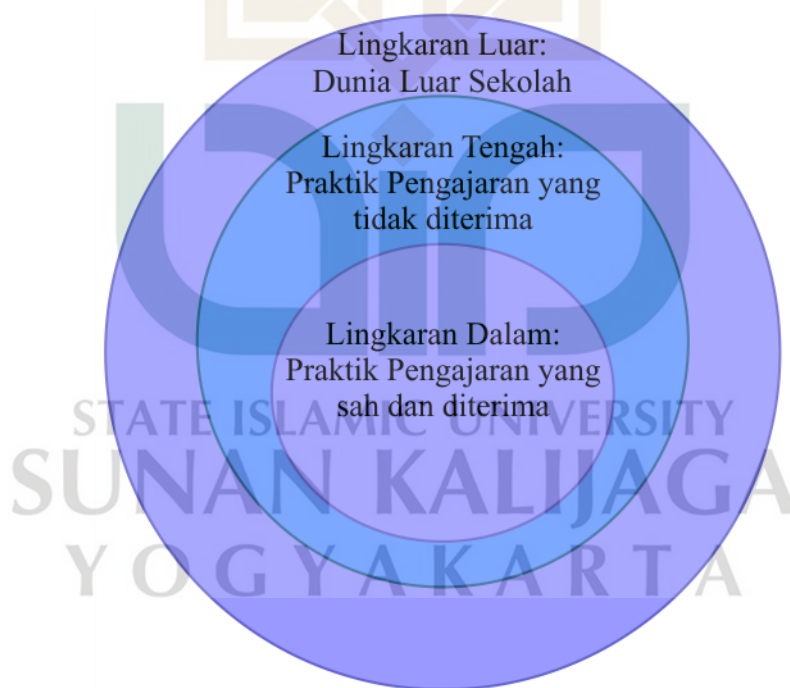 Lingkaran Luar:
Dunia Luar Sekolah
Lingkaran Tengah:
Praktik Pengajaran yang
tidak diterima
Lingkaran Dalam:
Praktik Pengajaran yang
sah dan diterima
STATE ISLAMIC UNIVERSITY
SUNAN KALIJAGA
YOGYAKARTA